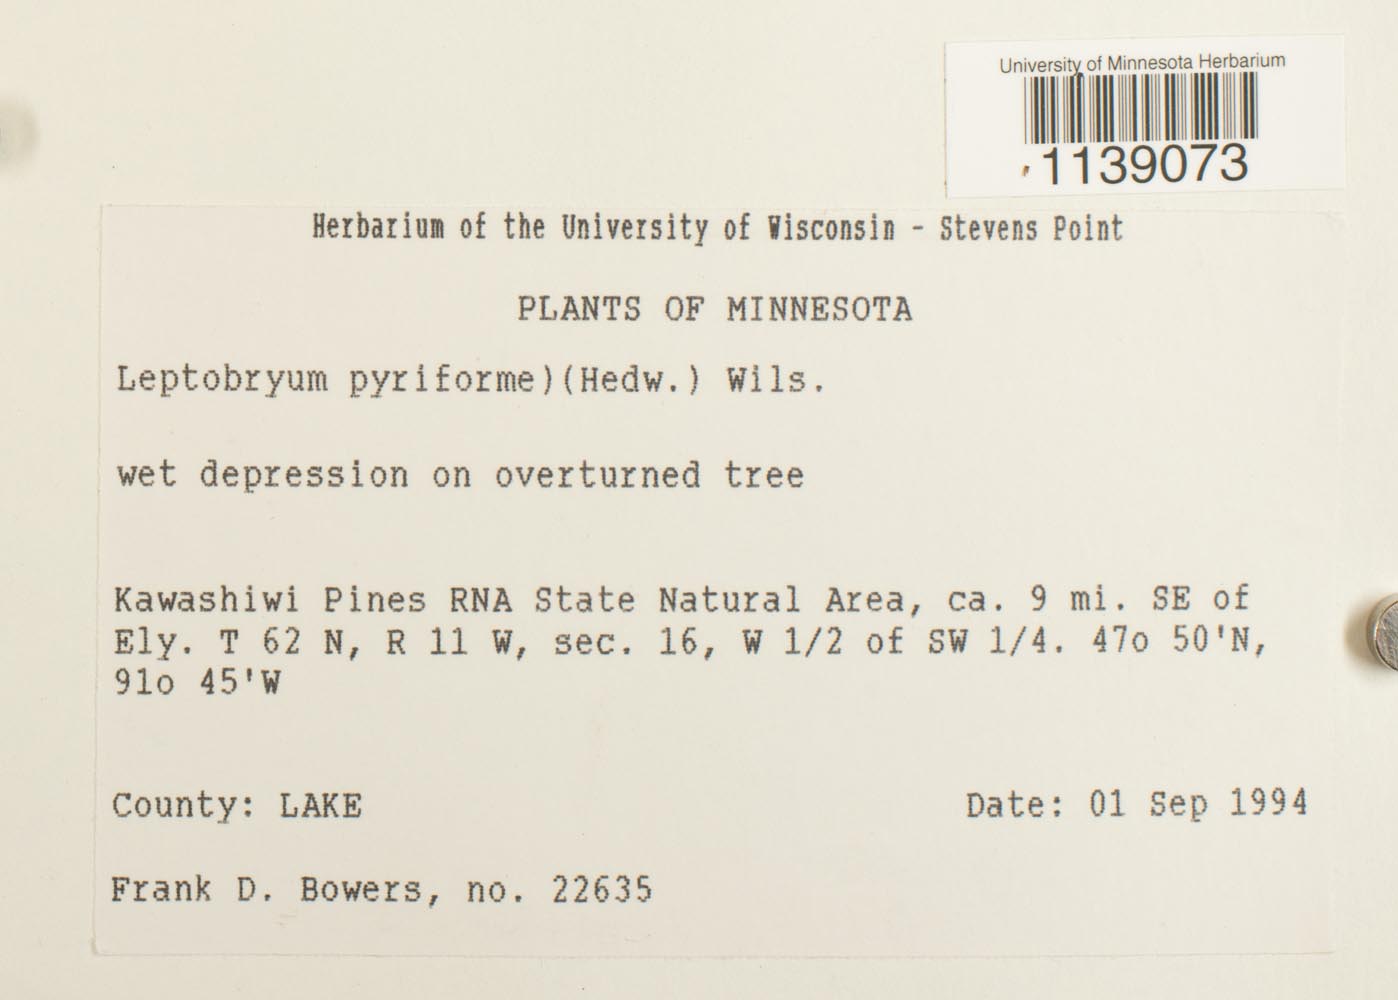 University of Minnesota Herbarium
1139073
Herbarium of the University of Wisconsin - Stevens Point
PLANTS OF MINNESOTA
Leptobryum pyriforme)(Hedw.) Wils.
wet depression on overturned tree
Kawashiwi Pines RNA State Natural Area, ca. 9 mi. SE of
Ely. T 62 N, R 11 W, sec. 16, W 1/2 of SW 1/4. 47o 50'N,
91o 45'W
County: LAKE
Date: 01 Sep 1994
Frank D. Bowers, no. 22635